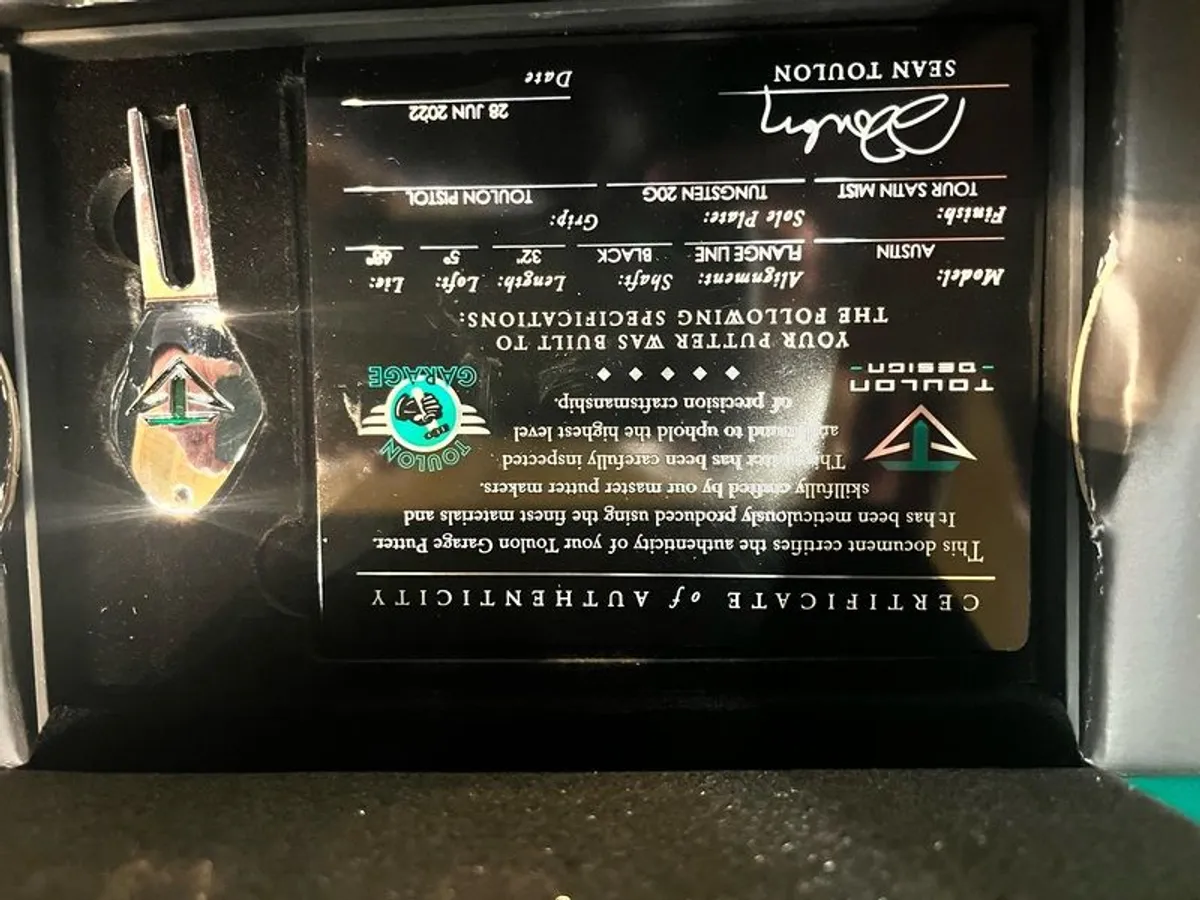 CERTIFICATE of AUTHENTICITY
This document certifies the authenticity of your Toulon Garage Putter.
It has been meticulously produced using the finest materials and
skillfully crafted by our master putter makers.
This putter has been carefully inspected
and found to uphold the highest level
of precision craftsmanship.
TOULON
DESIGN
TOULON
GARAGE
YOUR PUTTER WAS BUILT TO
THE FOLLOWING SPECIFICATIONS:
Model: Alignment: Shaft: Length: Loft: Lie:
AUSTIN FLANGE LINE BLACK 32" 5° 68°
Finish: Sole Plate: Grip:
TOUR SATIN MIST TUNGSTEN 20G TOULON PISTOL
28 JUN 2022
SEAN TOULON Date